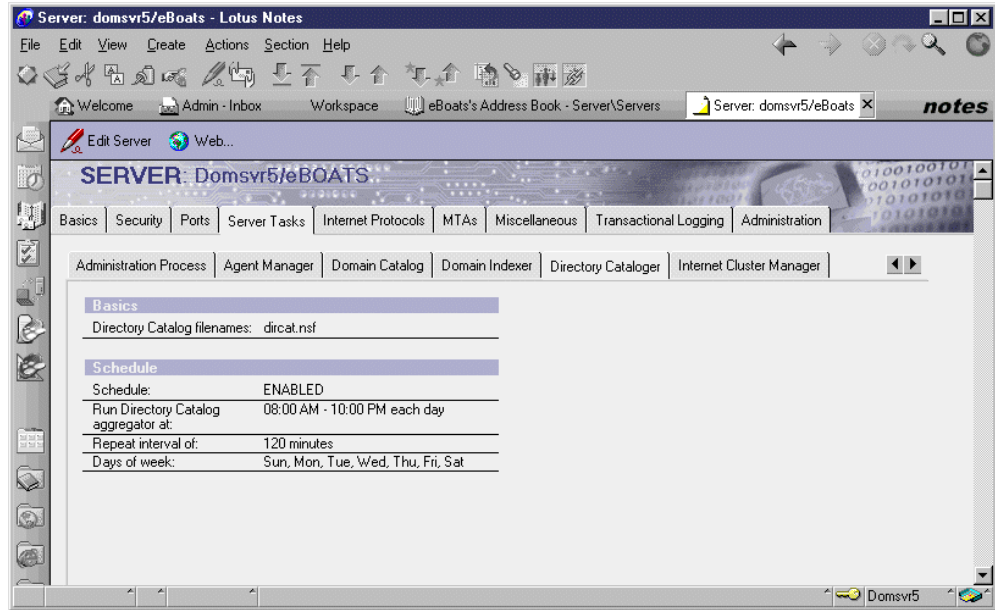 Server: domsvr5/eBoats - Lotus Notes
File Edit View Create Actions Section Help
Welcome Admin - Inbox Workspace eBoats's Address Book - Server\Servers Server: domsvr5/eBoats notes
Edit Server Web...
SERVER: Domsvr5/eBOATS
Basics Security Ports Server Tasks Internet Protocols MTAs Miscellaneous Transactional Logging Administration
Administration Process Agent Manager Domain Catalog Domain Indexer Directory Cataloger Internet Cluster Manager
Basics
Directory Catalog filenames: dircat.nsf
Schedule
Schedule: ENABLED
Run Directory Catalog aggregator at: 08:00 AM - 10:00 PM each day
Repeat interval of: 120 minutes
Days of week: Sun, Mon, Tue, Wed, Thu, Fri, Sat
Domsvr5